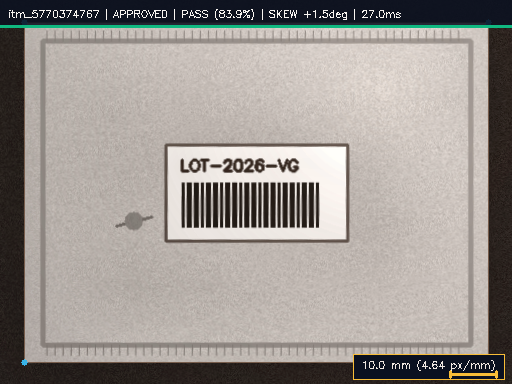 itm_5770374767 | APPROVED | PASS (83.9%) | SKEW +1.5deg | 27.0ms
LOT-2026-VG
10.0 mm (4.64 px/mm)